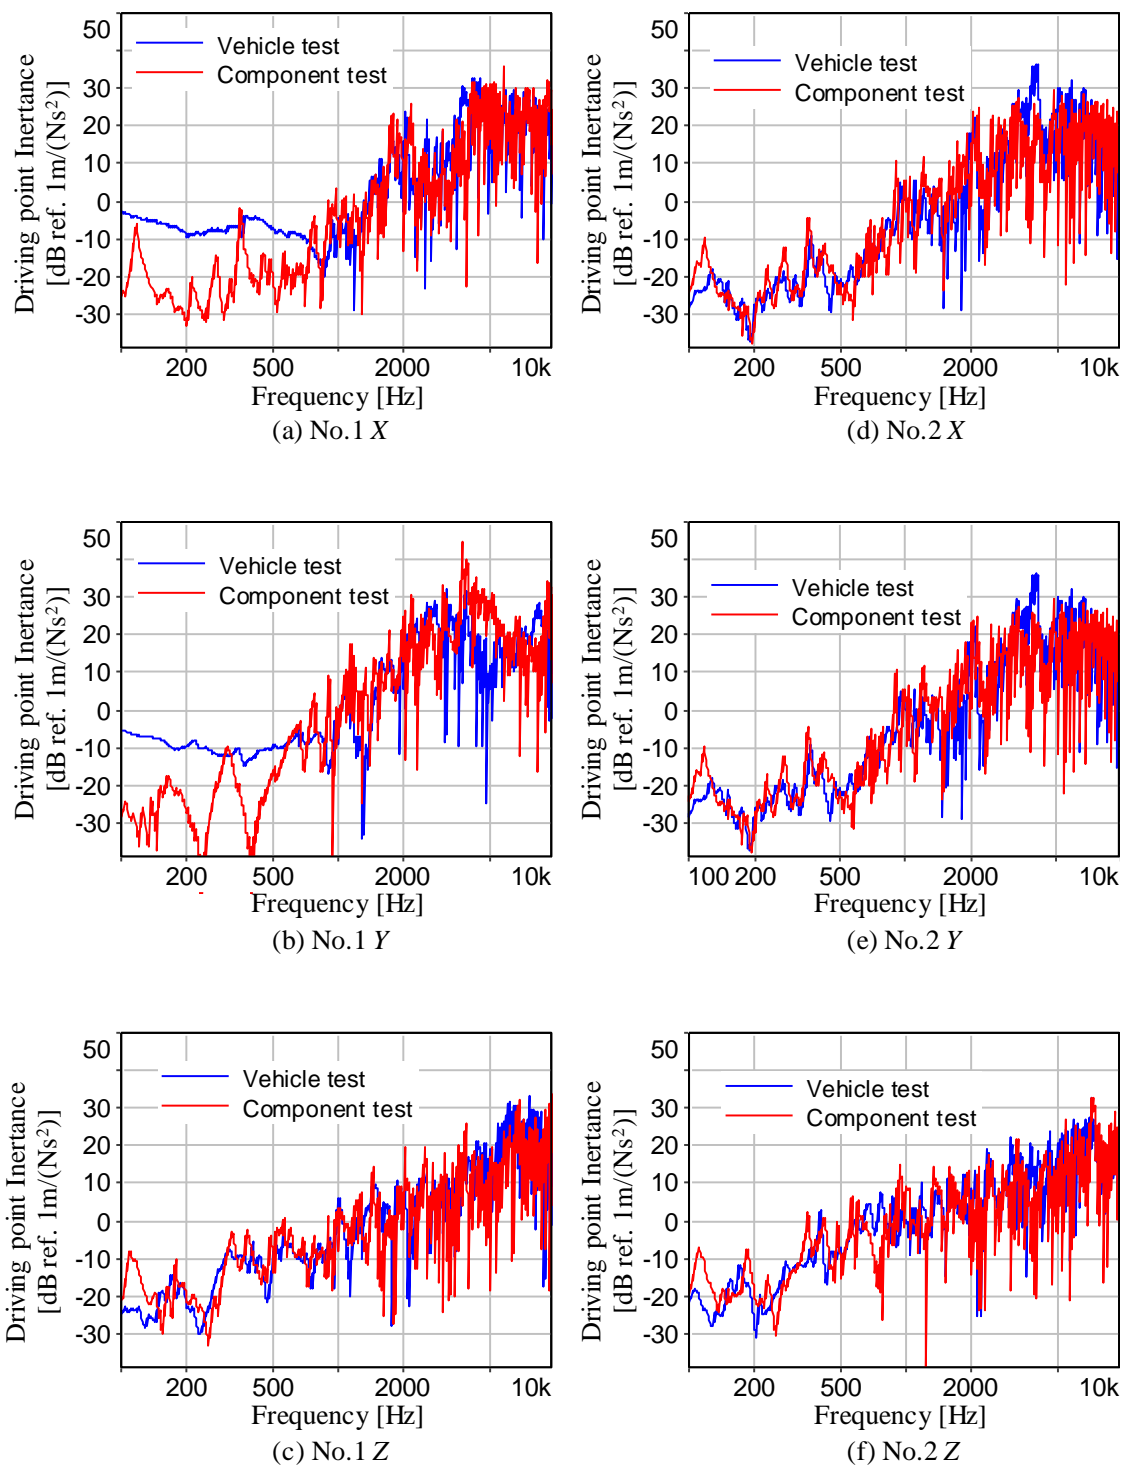 Driving point Inertance
[dB ref. 1m/(Ns²)]
50
30
20
10
0
-10
-20
-30
Vehicle test
Component test
200 500 2000 10k
Frequency [Hz]
(a) No.1 X
Driving point Inertance
[dB ref. 1m/(Ns²)]
50
30
20
10
0
-10
-20
-30
Vehicle test
Component test
200 500 2000 10k
Frequency [Hz]
(d) No.2 X
Driving point Inertance
[dB ref. 1m/(Ns²)]
50
30
20
10
0
-10
-20
-30
Vehicle test
Component test
200 500 2000 10k
Frequency [Hz]
(b) No.1 Y
Driving point Inertance
[dB ref. 1m/(Ns²)]
50
30
20
10
0
-10
-20
-30
Vehicle test
Component test
100 200 500 2000 10k
Frequency [Hz]
(e) No.2 Y
Driving point Inertance
[dB ref. 1m/(Ns²)]
50
30
20
10
0
-10
-20
-30
Vehicle test
Component test
200 500 2000 10k
Frequency [Hz]
(c) No.1 Z
Driving point Inertance
[dB ref. 1m/(Ns²)]
50
30
20
10
0
-10
-20
-30
Vehicle test
Component test
200 500 2000 10k
Frequency [Hz]
(f) No.2 Z